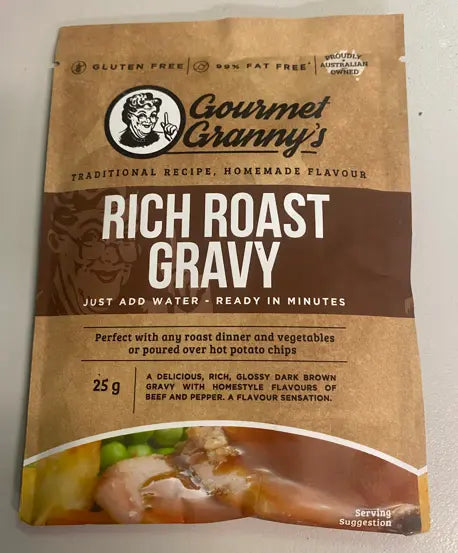 GLUTEN FREE
99% FAT FREE*
PROUDLY
AUSTRALIAN
OWNED
Gourmet
Granny's
TRADITIONAL RECIPE, HOMEMADE FLAVOUR
RICH ROAST
GRAVY
JUST ADD WATER - READY IN MINUTES
Perfect with any roast dinner and vegetables
or poured over hot potato chips
25 g
A DELICIOUS, RICH, GLOSSY DARK BROWN
GRAVY WITH HOMESTYLE FLAVOURS OF
BEEF AND PEPPER. A FLAVOUR SENSATION.
Serving
Suggestion